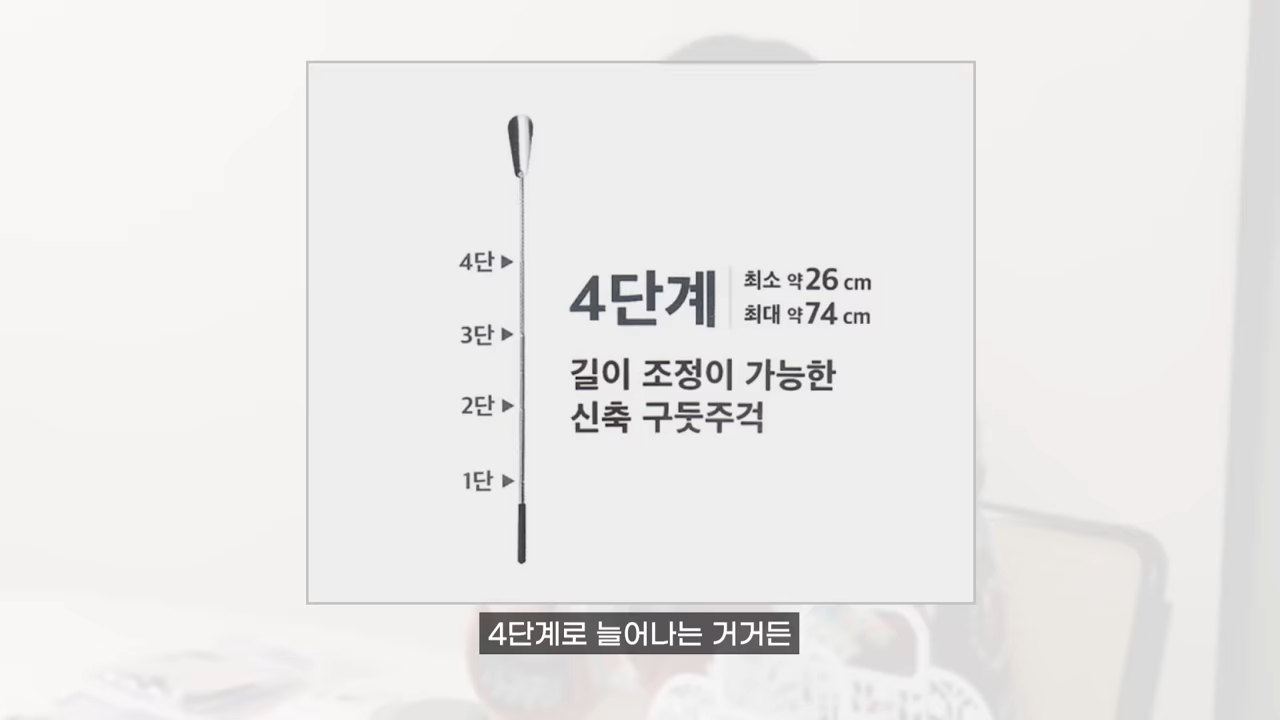 4단 ▶
3단 ▶
2단 ▶
1단 ▶
4단계
최소 약 26 cm
최대 약 74 cm
길이 조정이 가능한
신축 구둣주걱
4단계로 늘어나는 거거든